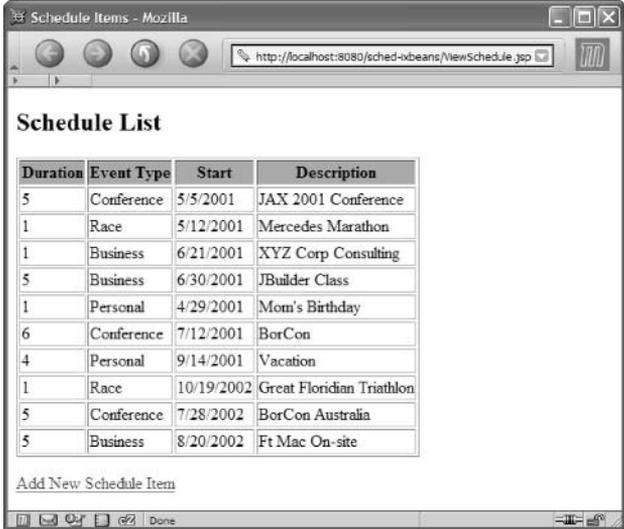 Schedule Items - Mozilla
http://localhost:8080/sched-ixbeans/ViewSchedule.jsp
Schedule List
Duration Event Type Start Description
5 Conference 5/5/2001 JAX 2001 Conference
1 Race 5/12/2001 Mercedes Marathon
1 Business 6/21/2001 XYZ Corp Consulting
5 Business 6/30/2001 JBuilder Class
1 Personal 4/29/2001 Mom's Birthday
6 Conference 7/12/2001 BorCon
4 Personal 9/14/2001 Vacation
1 Race 10/19/2002 Great Floridian Triathlon
5 Conference 7/28/2002 BorCon Australia
5 Business 8/20/2002 Ft Mac On-site
Add New Schedule Item
Done